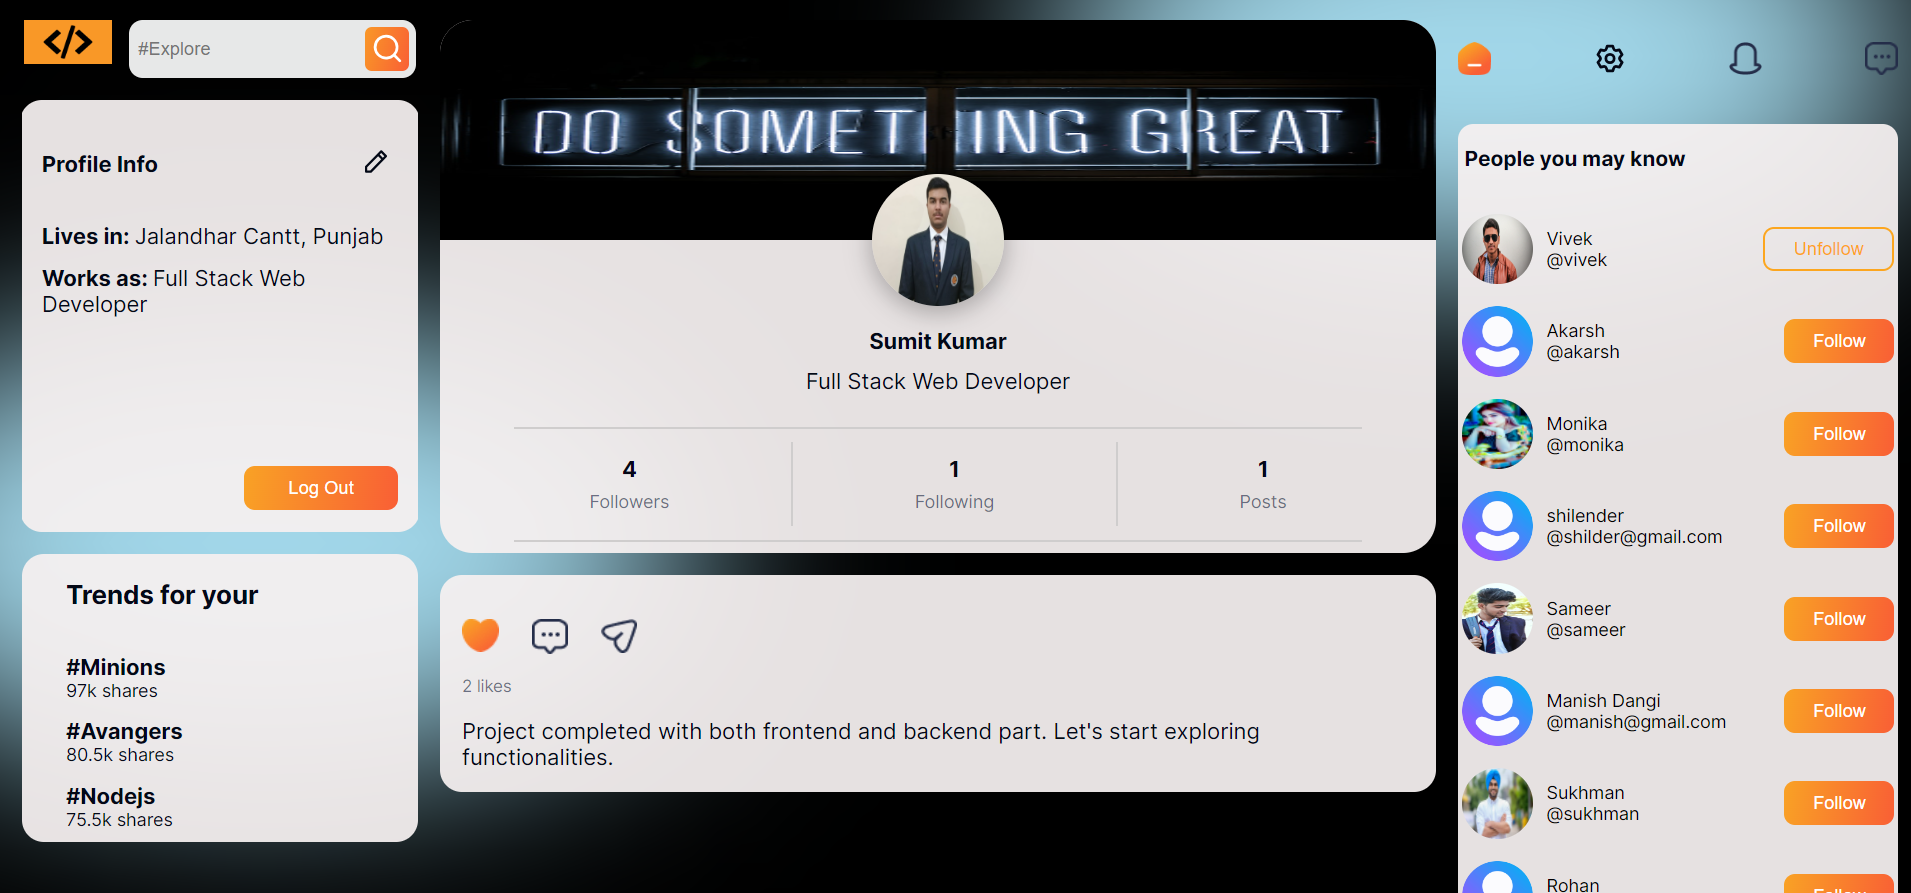 </>
#Explore
Profile Info
Lives in: Jalandhar Cantt, Punjab
Works as: Full Stack Web
Developer
Log Out
Trends for your
#Minions
97k shares
#Avangers
80.5k shares
#Nodejs
75.5k shares
DO SOMETHING GREAT
Sumit Kumar
Full Stack Web Developer
4
Followers
1
Following
1
Posts
2 likes
Project completed with both frontend and backend part. Let's start exploring
functionalities.
People you may know
Vivek
@vivek
Unfollow
Akarsh
@akarsh
Follow
Monika
@monika
Follow
shilender
@shilder@gmail.com
Follow
Sameer
@sameer
Follow
Manish Dangi
@manish@gmail.com
Follow
Sukhman
@sukhman
Follow
Rohan
Follow